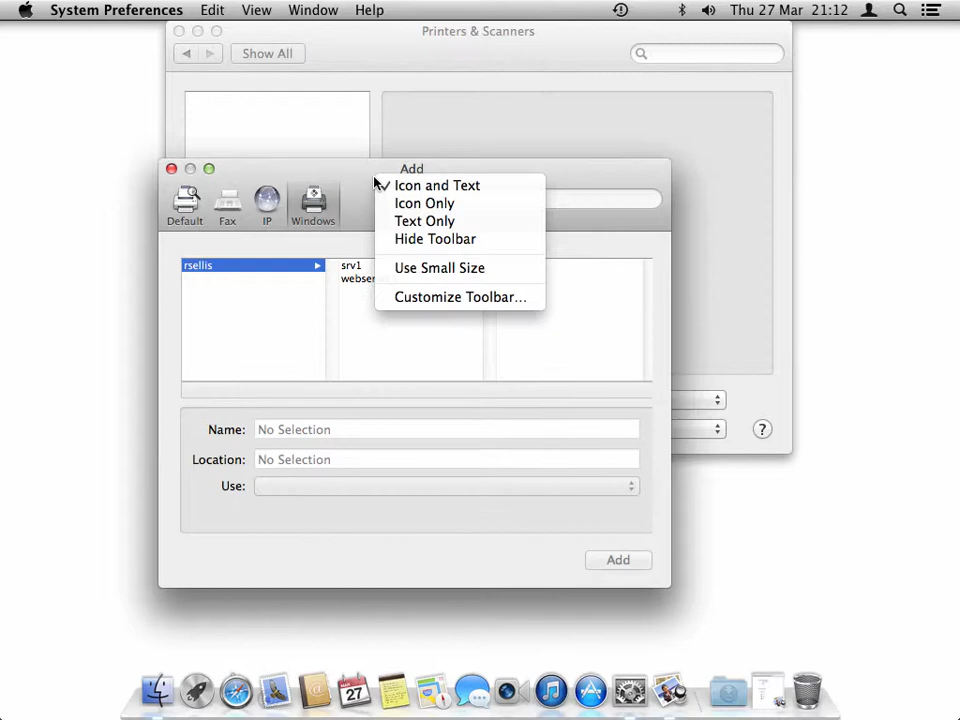 System Preferences Edit View Window Help Thu 27 Mar 21:12
Printers & Scanners
Show All
Add
Default Fax IP Windows
✓ Icon and Text
Icon Only
Text Only
Hide Toolbar
Use Small Size
Customize Toolbar...
rsellis
srv1
Name: No Selection
Location: No Selection
Use:
?
Add
MAR
27